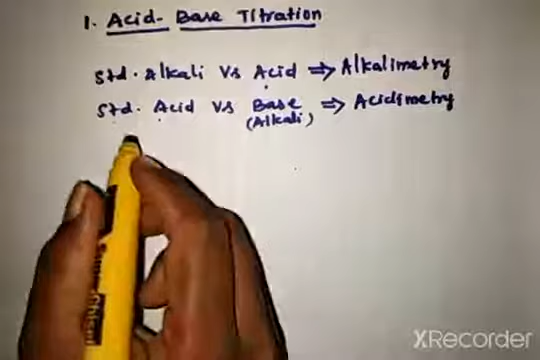 1. Acid- Base Titration
Std. Alkali Vs Acid ⇒ Alkalimetry
Std. Acid vs Base ⇒ Acidimetry
(Alkali)
XRecorder